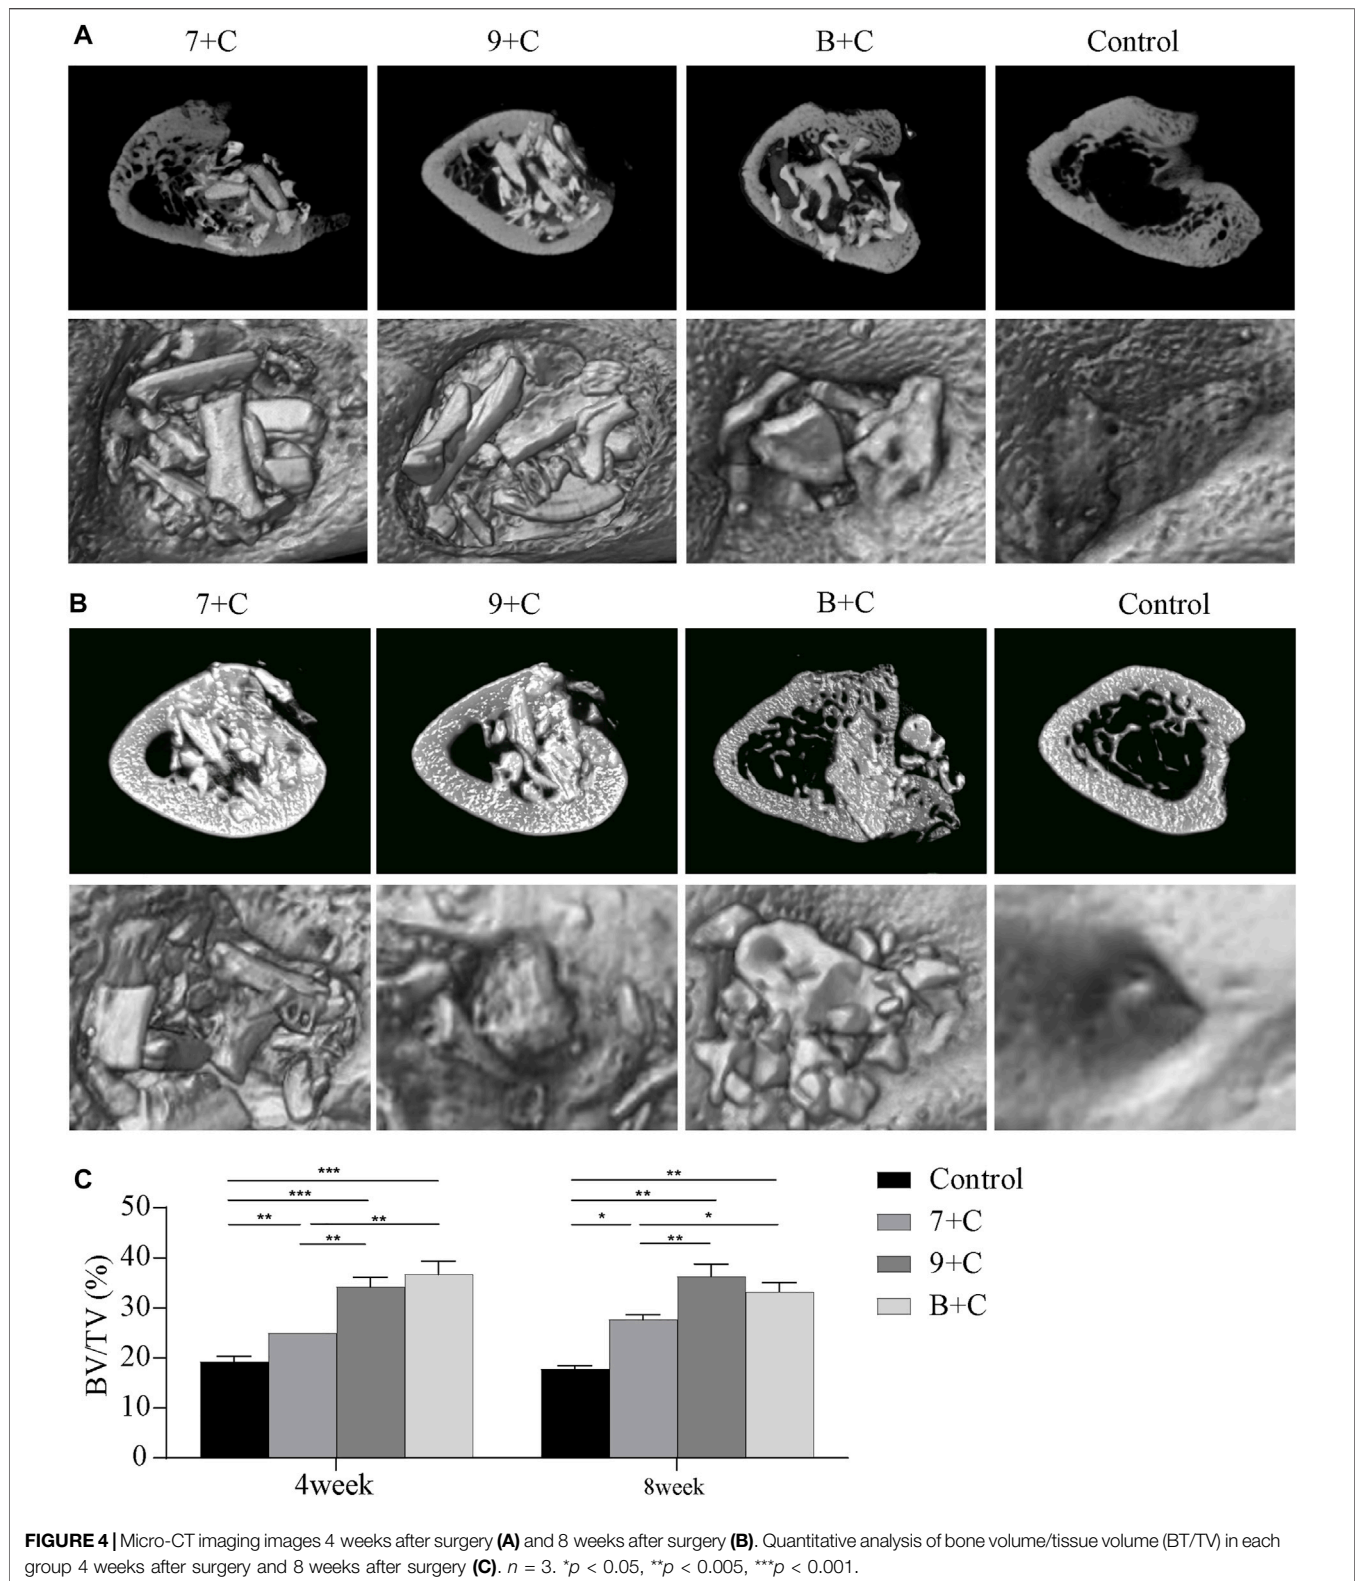 A
7+C 9+C B+C Control
B
7+C 9+C B+C Control
C
***
***
** **
**
**
**
* *
**
50
40
30
20
10
0
BV/TV (%)
4week 8week
Control
7+C
9+C
B+C
FIGURE 4 | Micro-CT imaging images 4 weeks after surgery (A) and 8 weeks after surgery (B). Quantitative analysis of bone volume/tissue volume (BT/TV) in each
group 4 weeks after surgery and 8 weeks after surgery (C). n = 3. *p < 0.05, **p < 0.005, ***p < 0.001.